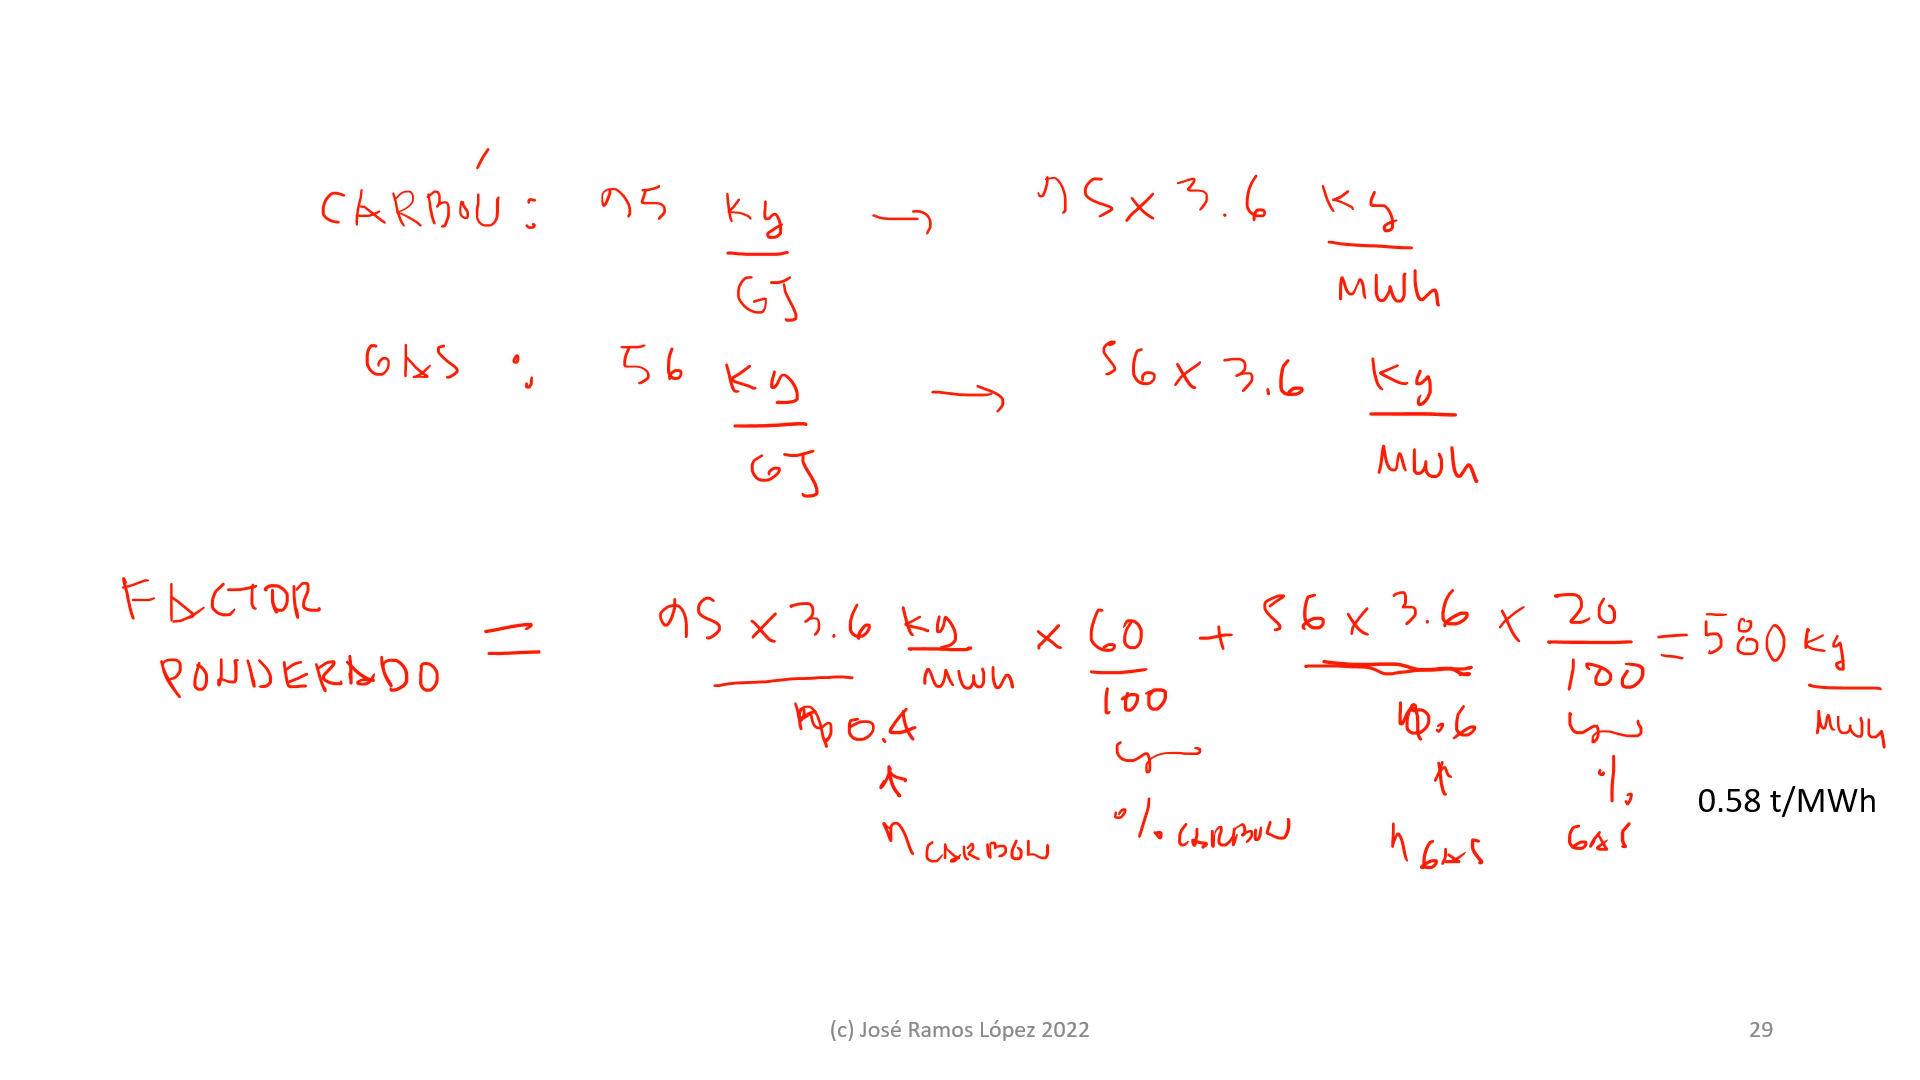 CARBÓN : 95 Kg/GJ → 95 x 3.6 Kg/MWh
GAS : 56 Kg/GJ → 56 x 3.6 Kg/MWh
FACTOR PONDERADO = 95 x 3.6 / 0.4 Kg/MWh x 60/100 + 56 x 3.6 / 0.6 x 20/100 = 580 Kg/MWh
↑ ↑ %
0.58 t/MWh
η CARBON % CARBON η GAS GAS
(c) José Ramos López 2022
29